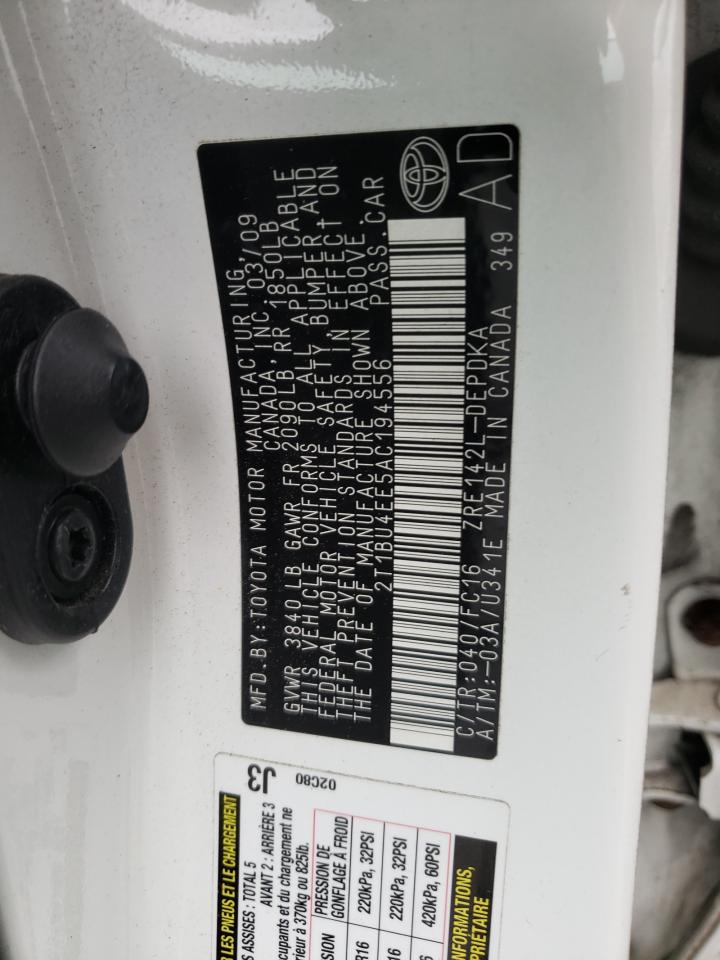 MFD.BY:TOYOTA MOTOR MANUFACTURING,
CANADA,INC. 03/09
GVWR 3840LB GAWR FR 2090LB,RR 1850LB
THIS VEHICLE CONFORMS TO ALL APPLICABLE
FEDERAL MOTOR VEHICLE SAFETY, BUMPER,AND
THEFT PREVENTION STANDARDS IN EFFECT ON
THE DATE OF MANUFACTURE SHOWN ABOVE.
2T1BU4EE5AC194556 PASS.CAR
C/TR:040/FC16 ZRE142L-DEPDKA
A/TM:-03A/U341E MADE IN CANADA 349
AD
J3
02C80
LES PNEUS ET LE CHARGEMENT
ASSISES : TOTAL 5
AVANT 2 : ARRIÈRE 3
et du chargement ne
à 370kg ou 825lb.
PRESSION DE
GONFLAGE À FROID
R16 220kPa, 32PSI
16 220kPa, 32PSI
420kPa, 60PSI